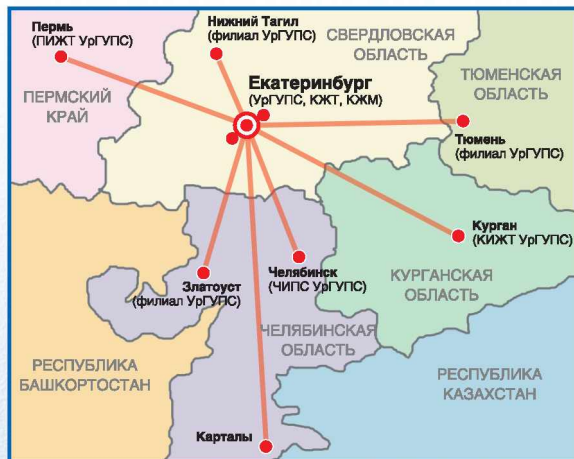 Пермь
(ПИЖТ УрГУПС)
Нижний Тагил
(филиал УрГУПС)
СВЕРДЛОВСКАЯ
ОБЛАСТЬ
ПЕРМСКИЙ
КРАЙ
Екатеринбург
(УрГУПС, КЖТ, КЖМ)
ТЮМЕНСКАЯ
ОБЛАСТЬ
Тюмень
(филиал УрГУПС)
Курган
(КИЖТ УрГУПС)
Златоуст
(филиал УрГУПС)
Челябинск
(ЧИПС УрГУПС)
КУРГАНСКАЯ
ОБЛАСТЬ
ЧЕЛЯБИНСКАЯ
ОБЛАСТЬ
РЕСПУБЛИКА
БАШКОРТОСТАН
РЕСПУБЛИКА
КАЗАХСТАН
Карталы